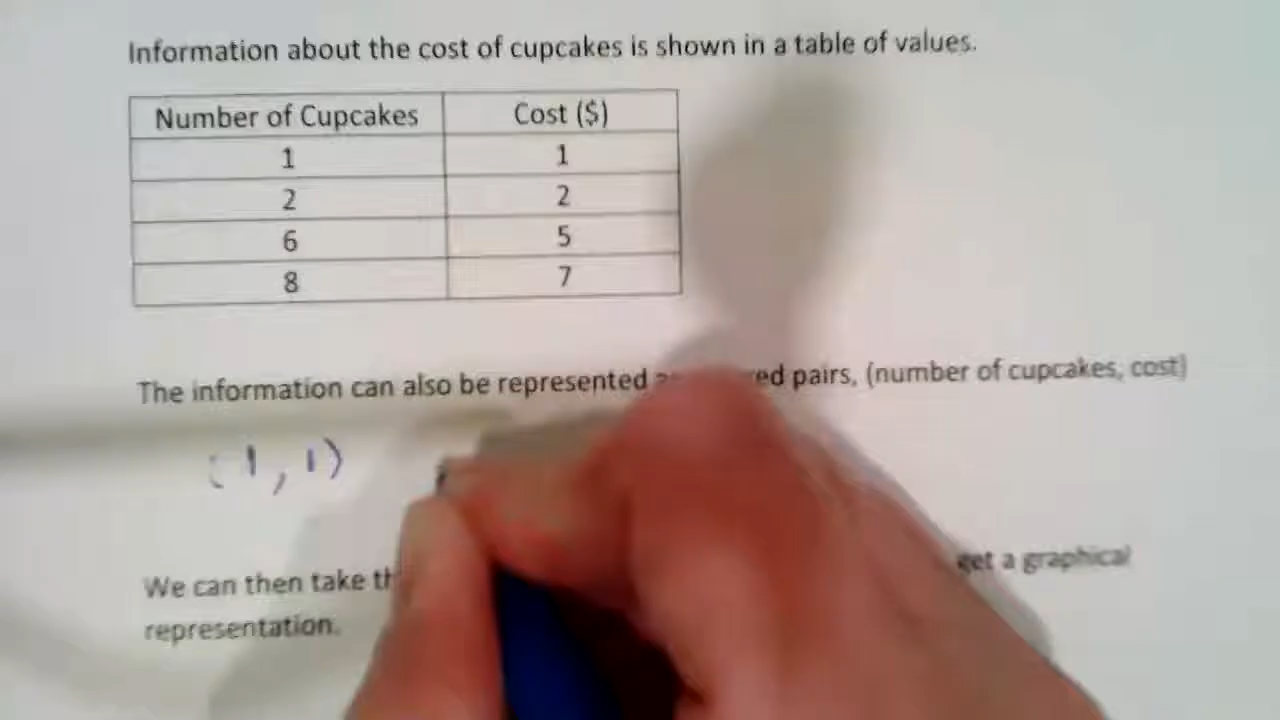 Information about the cost of cupcakes is shown in a table of values.
Number of Cupcakes Cost ($)
1 1
2 2
6 5
8 7
The information can also be represented pairs, (number of cupcakes, cost)
(1,1)
We can then take get a graphical
representation.